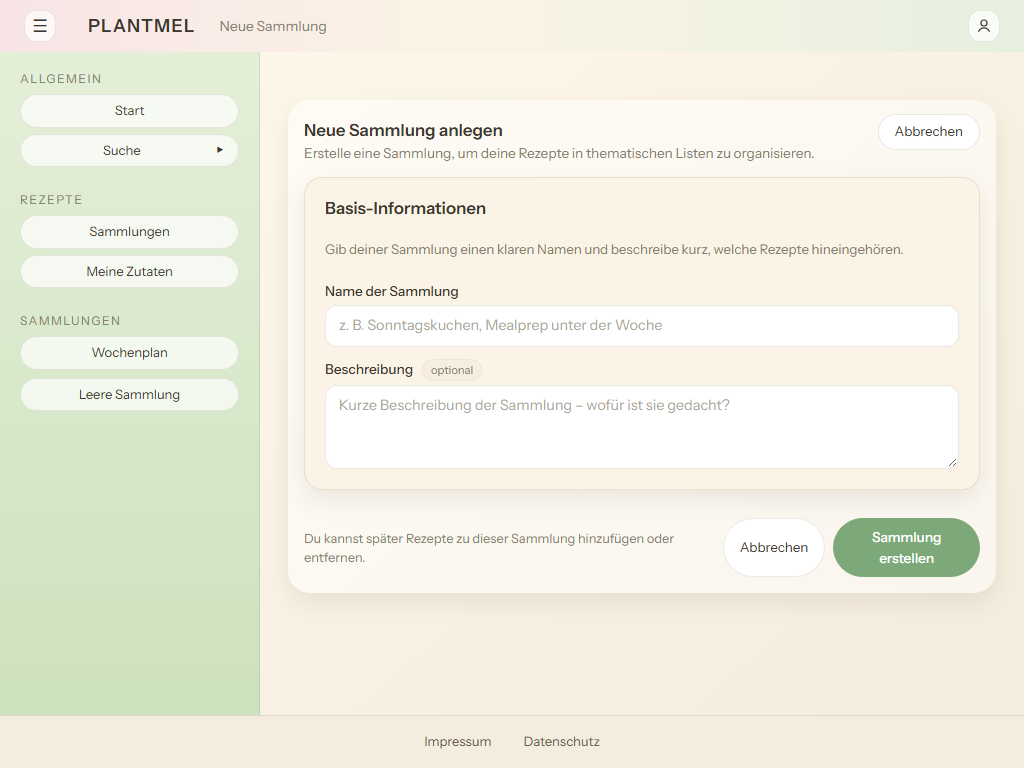 PLANTMEL
Neue Sammlung
ALLGEMEIN
Start
Suche
REZEPTE
Sammlungen
Meine Zutaten
SAMMLUNGEN
Wochenplan
Leere Sammlung
Neue Sammlung anlegen
Erstelle eine Sammlung, um deine Rezepte in thematischen Listen zu organisieren.
Abbrechen
Basis-Informationen
Gib deiner Sammlung einen klaren Namen und beschreibe kurz, welche Rezepte hineingehören.
Name der Sammlung
z. B. Sonntagskuchen, Mealprep unter der Woche
Beschreibung optional
Kurze Beschreibung der Sammlung – wofür ist sie gedacht?
Du kannst später Rezepte zu dieser Sammlung hinzufügen oder
entfernen.
Abbrechen
Sammlung
erstellen
Impressum Datenschutz